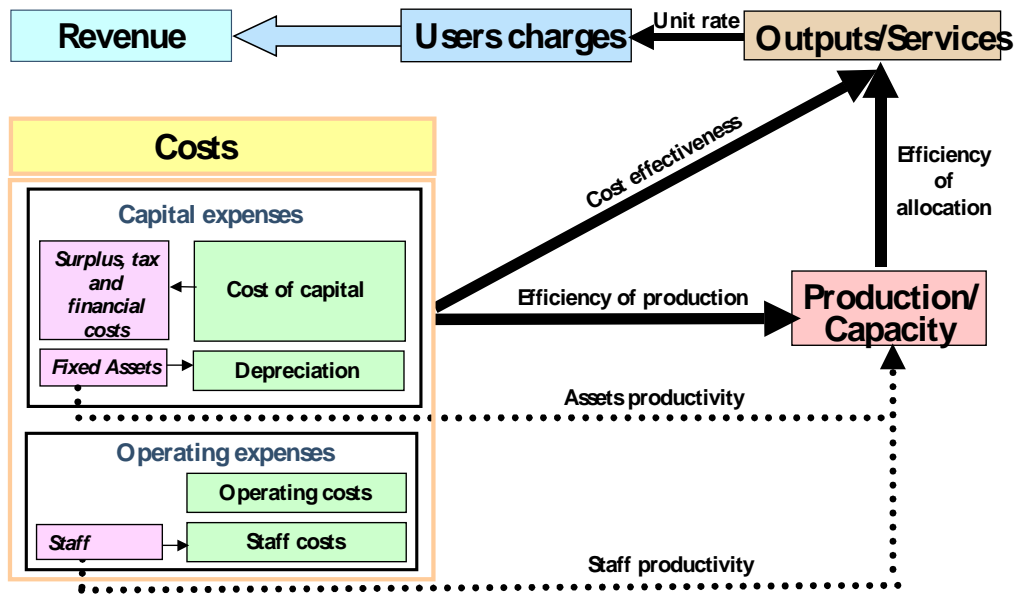 Revenue
Users charges
Unit rate
Outputs/Services
Costs
Cost effectiveness
Efficiency
of
allocation
Capital expenses
Surplus, tax
and
financial
costs
Cost of capital
Efficiency of production
Production/
Capacity
Fixed Assets
Depreciation
Assets productivity
Operating expenses
Operating costs
Staff
Staff costs
Staff productivity